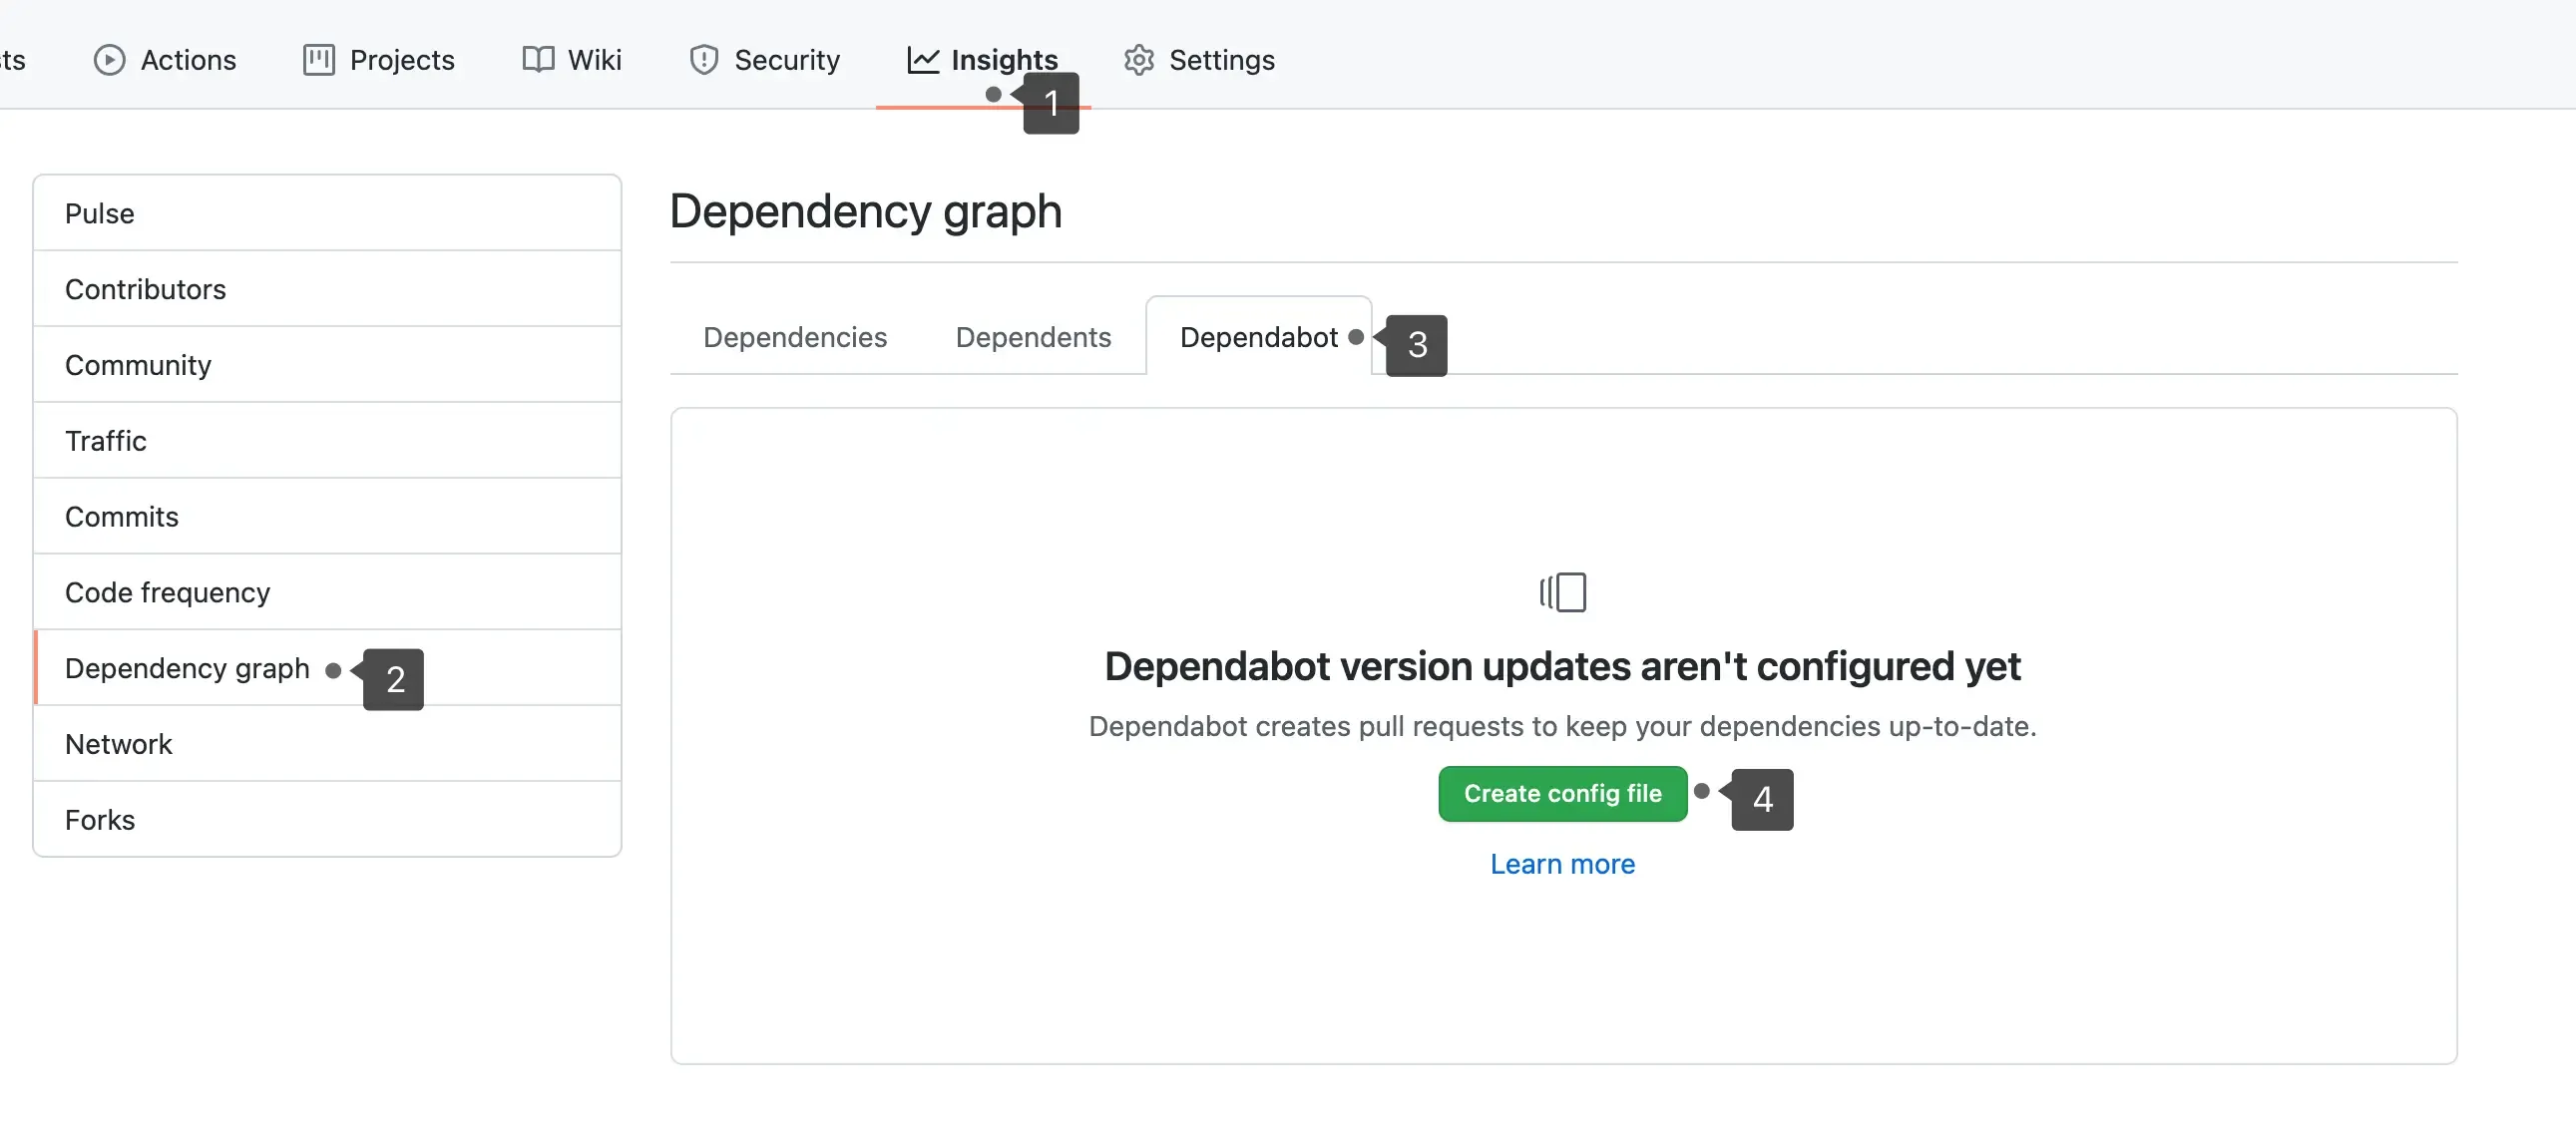 ts Actions Projects Wiki Security Insights Settings
1
Pulse
Contributors
Community
Traffic
Commits
Code frequency
Dependency graph 2
Network
Forks
Dependency graph
Dependencies Dependents Dependabot 3
Dependabot version updates aren't configured yet
Dependabot creates pull requests to keep your dependencies up-to-date.
Create config file 4
Learn more